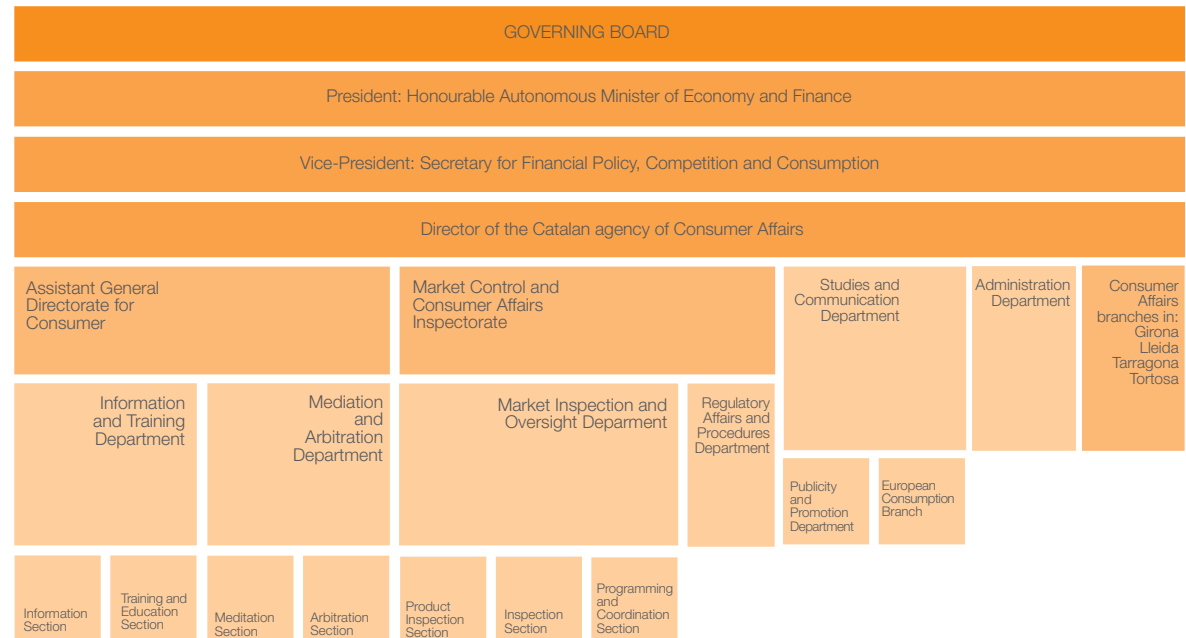 GOVERNING BOARD
President: Honourable Autonomous Minister of Economy and Finance
Vice-President: Secretary for Financial Policy, Competition and Consumption
Director of the Catalan agency of Consumer Affairs
Assistant General
Directorate for
Consumer
Market Control and
Consumer Affairs
Inspectorate
Studies and
Communication
Department
Administration
Department
Consumer
Affairs
branches in:
Girona
Lleida
Tarragona
Tortosa
Information
and Training
Department
Mediation
and
Arbitration
Department
Market Inspection and
Oversight Deparment
Regulatory
Affairs and
Procedures
Department
Publicity
and
Promotion
Department
European
Consumption
Branch
Information
Section
Training and
Education
Section
Meditation
Section
Arbitration
Section
Product
Inspection
Section
Inspection
Section
Programming
and
Coordination
Section